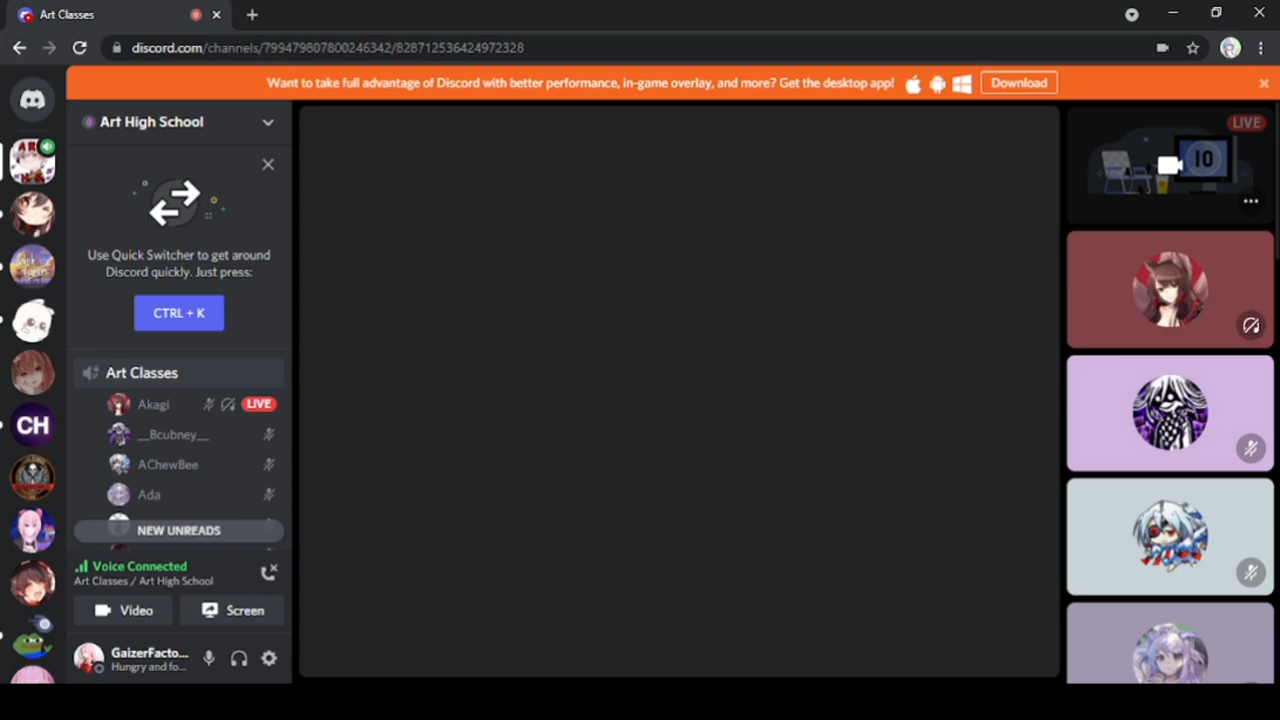 Art Classes
discord.com/channels/799479807800246342/828712536424972328
Want to take full advantage of Discord with better performance, in-game overlay, and more? Get the desktop app!
Download
Art High School
Use Quick Switcher to get around
Discord quickly. Just press:
CTRL + K
Art Classes
Akagi
LIVE
__Bcubney__
AChewBee
Ada
NEW UNREADS
Voice Connected
Art Classes / Art High School
Video
Screen
GaizerFacto...
Hungry and fo...
CH
LIVE
10